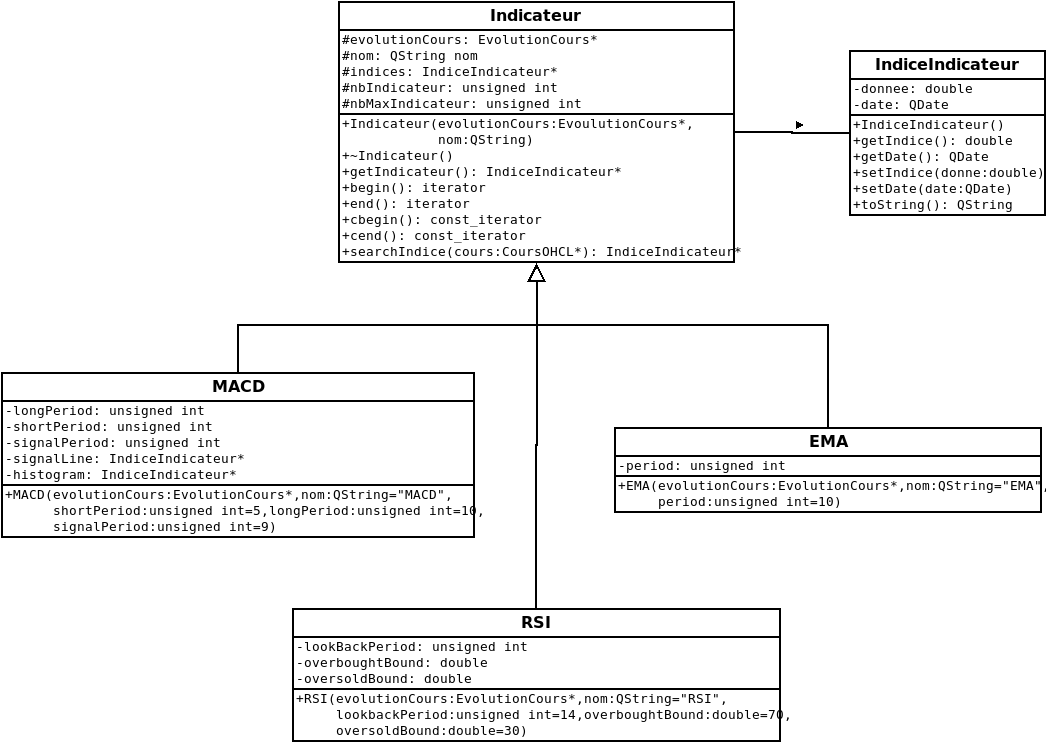 Indicateur
#evolutionCours: EvolutionCours*
#nom: QString nom
#indices: IndiceIndicateur*
#nbIndicateur: unsigned int
#nbMaxIndicateur: unsigned int
+Indicateur(evolutionCours:EvoulutionCours*,
nom:QString)
+~Indicateur()
+getIndicateur(): IndiceIndicateur*
+begin(): iterator
+end(): iterator
+cbegin(): const_iterator
+cend(): const_iterator
+searchIndice(cours:CoursOHCL*): IndiceIndicateur*
IndiceIndicateur
-donnee: double
-date: QDate
+IndiceIndicateur()
+getIndice(): double
+getDate(): QDate
+setIndice(donne:double)
+setDate(date:QDate)
+toString(): QString
MACD
-longPeriod: unsigned int
-shortPeriod: unsigned int
-signalPeriod: unsigned int
-signalLine: IndiceIndicateur*
-histogram: IndiceIndicateur*
+MACD(evolutionCours:EvolutionCours*,nom:QString="MACD",
shortPeriod:unsigned int=5,longPeriod:unsigned int=10,
signalPeriod:unsigned int=9)
EMA
-period: unsigned int
+EMA(evolutionCours:EvolutionCours*,nom:QString="EMA",
period:unsigned int=10)
RSI
-lookBackPeriod: unsigned int
-overboughtBound: double
-oversoldBound: double
+RSI(evolutionCours:EvolutionCours*,nom:QString="RSI",
lookbackPeriod:unsigned int=14,overboughtBound:double=70,
oversoldBound:double=30)